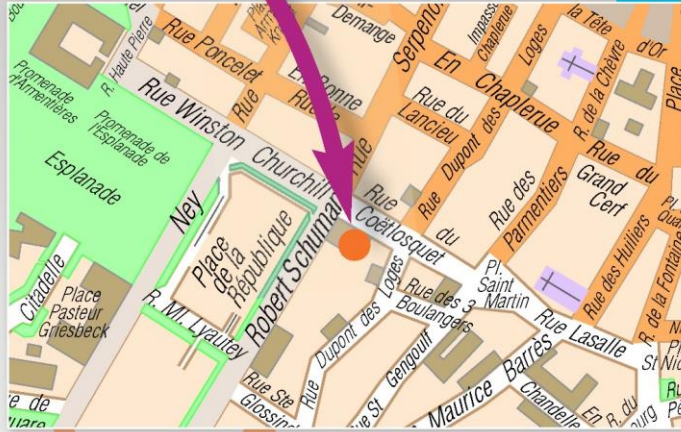 Demange
Serpenoise
Impasse
Chaplerue
Loges
la Tête
d'Or
R. Haute Pierre
Rue Poncelet
En Bonne
En Chaplerue
R. de la Chèvre
Place
Promenade
d'Armentières
Promenade de
l'Esplanade
Rue Winston Churchill
Rue
Rue du
Lancieu
Dupont des
Rue du
Esplanade
Ney
Rue
Coëtlosquet
Rue
du
Rue des
Parmentiers
Grand
Cerf
Place
de la
République
Robert Schuman
Citadelle
Place
Pasteur
Griesbeck
R. Ml. Lyautey
Loges
Dupont des
Rue
Rue des 3
Boulangers
Pl.
Saint
Martin
Rue des Huiliers
R. de la Fontaine
Rue Lasalle
Rue Ste
Glossinde
Rue St Gengoulf
Maurice Barrès
Chandellerue
En
R. du